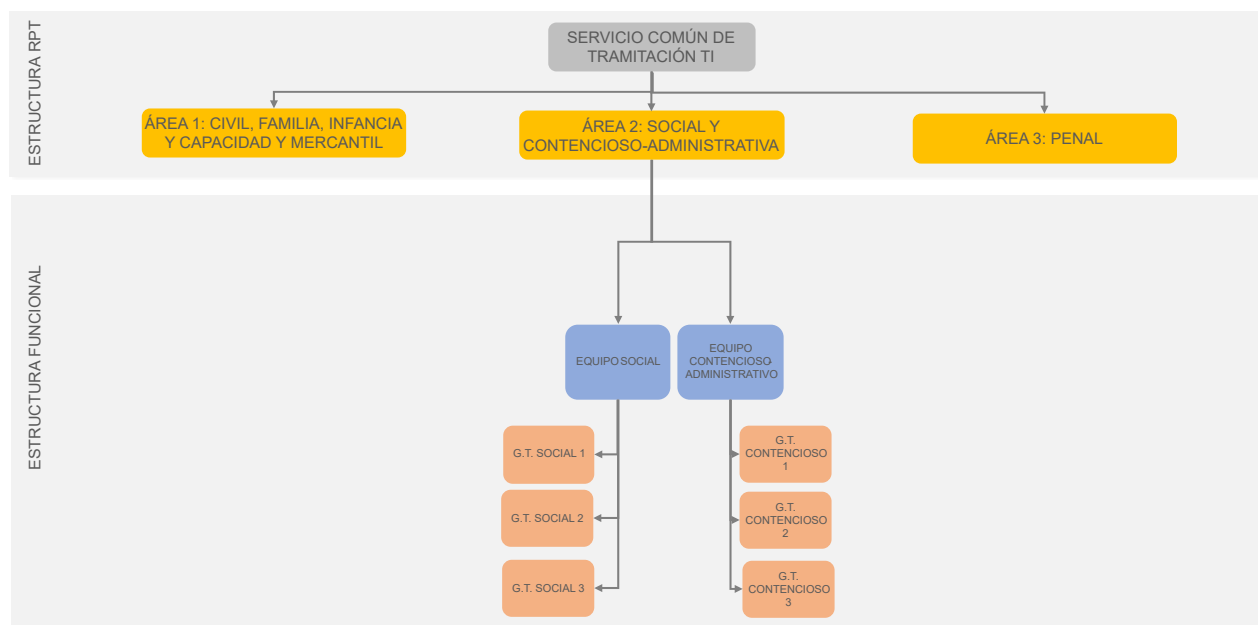 ESTRUCTURA RPT
SERVICIO COMÚN DE
TRAMITACIÓN TI
ÁREA 1: CIVIL, FAMILIA, INFANCIA
Y CAPACIDAD Y MERCANTIL
ÁREA 2: SOCIAL Y
CONTENCIOSO-ADMINISTRATIVA
ÁREA 3: PENAL
ESTRUCTURA FUNCIONAL
EQUIPO SOCIAL
EQUIPO
CONTENCIOSO-
ADMINISTRATIVO
G.T. SOCIAL 1
G.T.
CONTENCIOSO
1
G.T. SOCIAL 2
G.T.
CONTENCIOSO
2
G.T. SOCIAL 3
G.T.
CONTENCIOSO
3